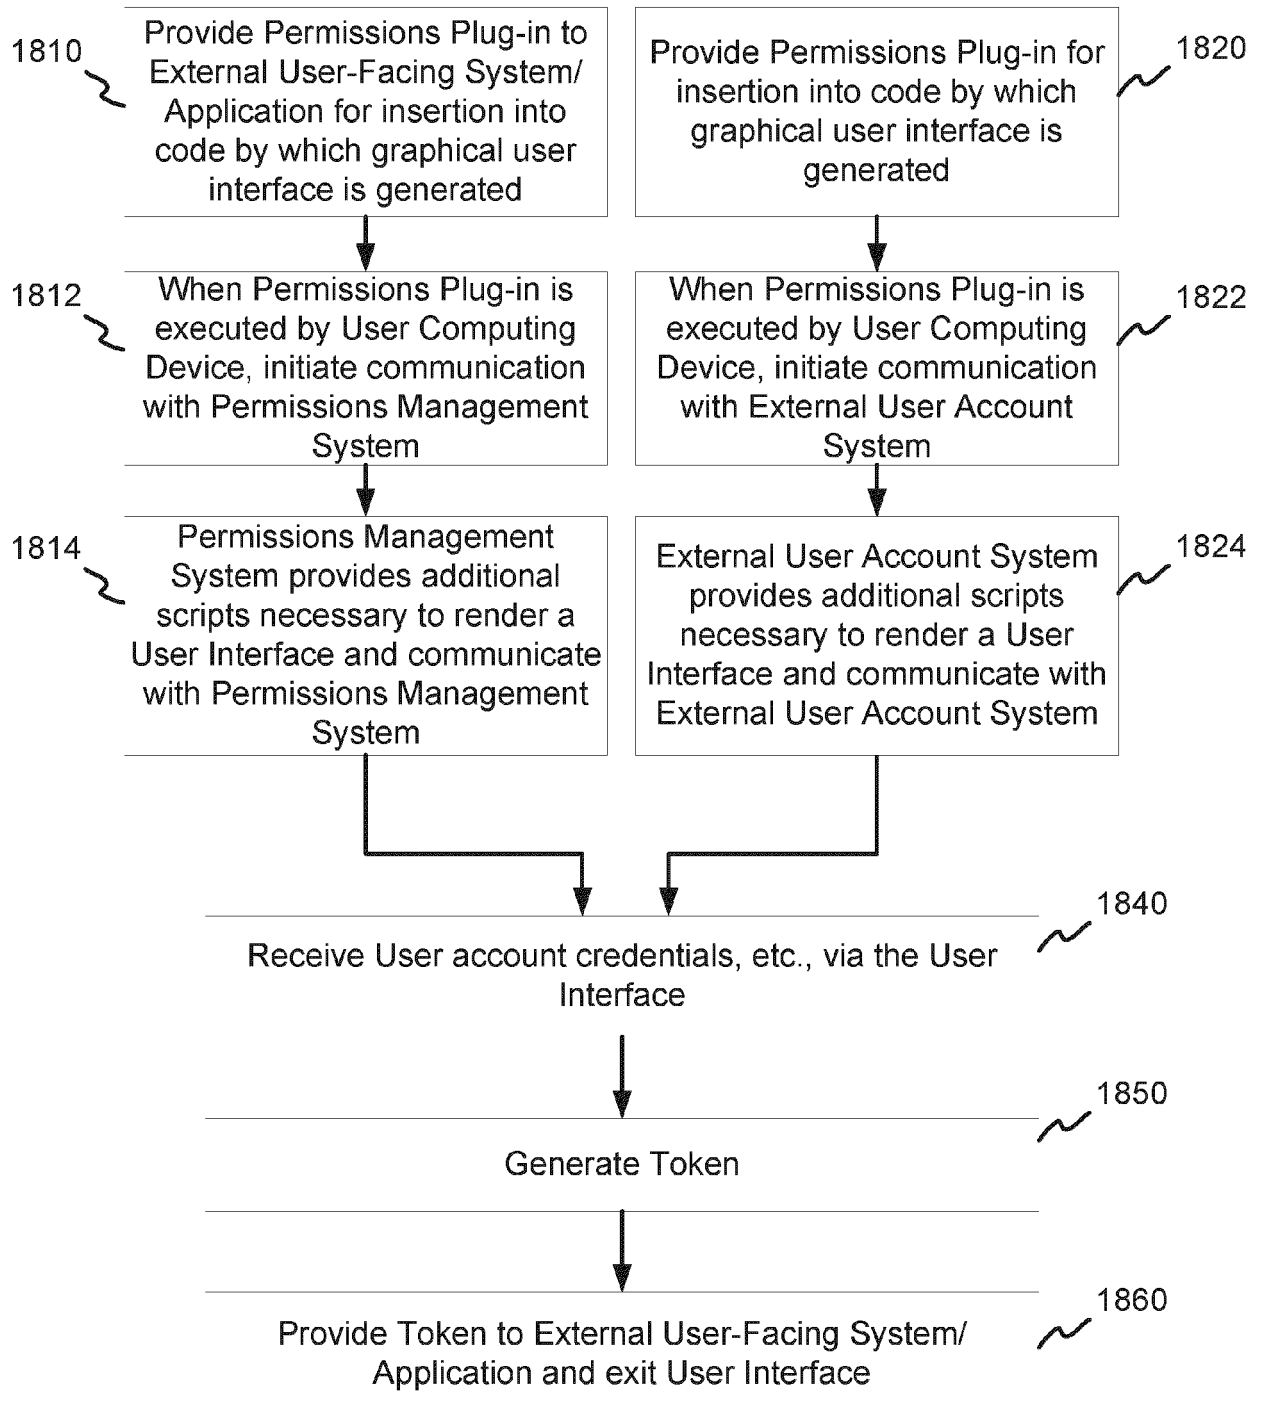 1810
Provide Permissions Plug-in to
External User-Facing System/
Application for insertion into
code by which graphical user
interface is generated
1820
Provide Permissions Plug-in for
insertion into code by which
graphical user interface is
generated
1812
When Permissions Plug-in is
executed by User Computing
Device, initiate communication
with Permissions Management
System
1822
When Permissions Plug-in is
executed by User Computing
Device, initiate communication
with External User Account
System
1814
Permissions Management
System provides additional
scripts necessary to render a
User Interface and communicate
with Permissions Management
System
1824
External User Account System
provides additional scripts
necessary to render a User
Interface and communicate with
External User Account System
1840
Receive User account credentials, etc., via the User
Interface
1850
Generate Token
1860
Provide Token to External User-Facing System/
Application and exit User Interface